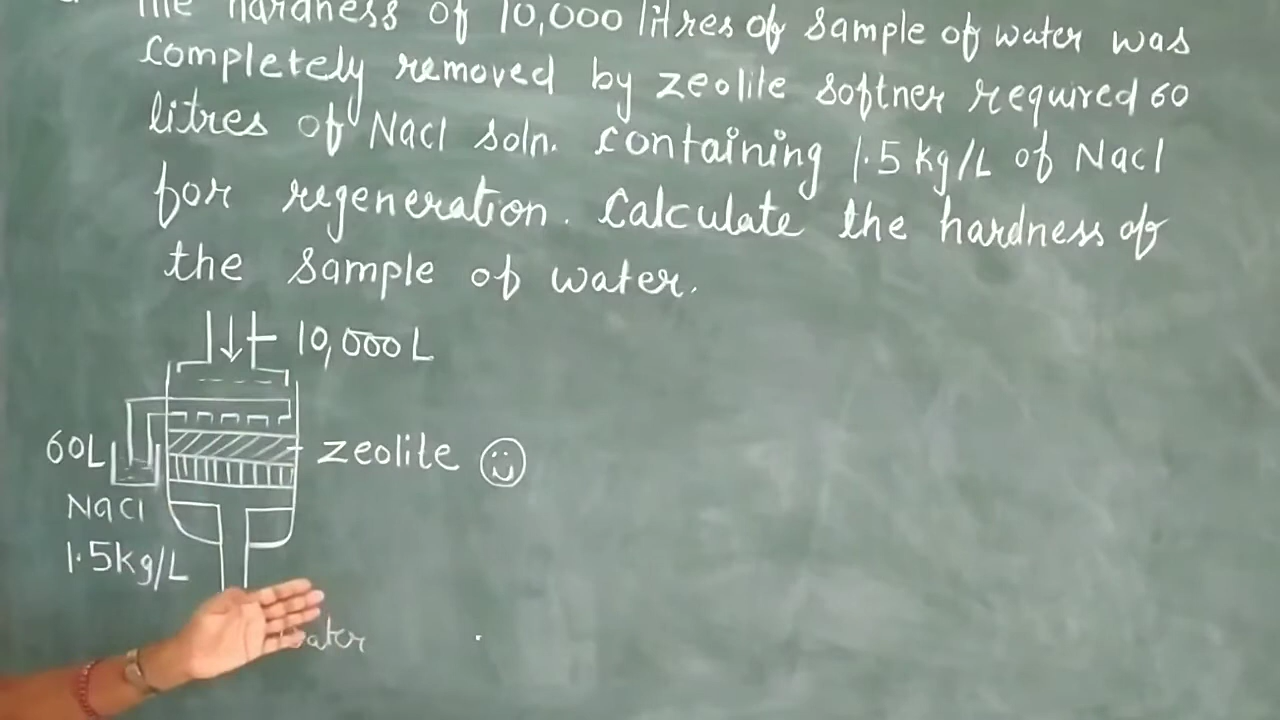 The hardness of 10,000 litres of sample of water was
completely removed by zeolite softner required 60
litres of NaCl soln. containing 1.5 kg/L of NaCl
for regeneration. Calculate the hardness of
the sample of water.
10,000 L
60L
zeolite
NaCl
1.5kg/L
water